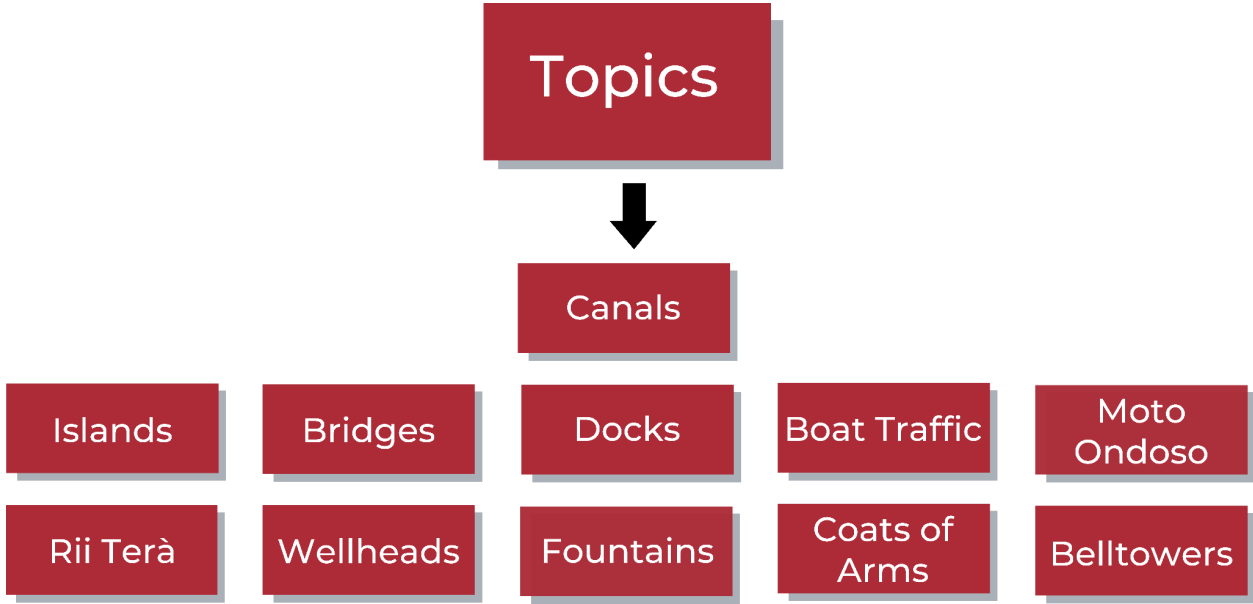 Topics
Canals
Islands
Bridges
Docks
Boat Traffic
Moto
Ondoso
Rii Terà
Wellheads
Fountains
Coats of
Arms
Belltowers